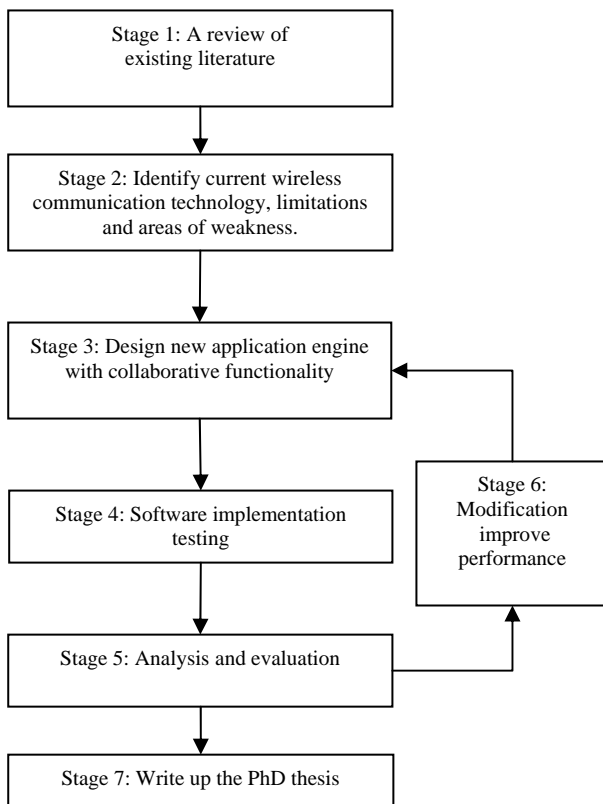 Stage 1: A review of
existing literature
Stage 2: Identify current wireless
communication technology, limitations
and areas of weakness.
Stage 3: Design new application engine
with collaborative functionality
Stage 4: Software implementation
testing
Stage 6:
Modification
improve
performance
Stage 5: Analysis and evaluation
Stage 7: Write up the PhD thesis